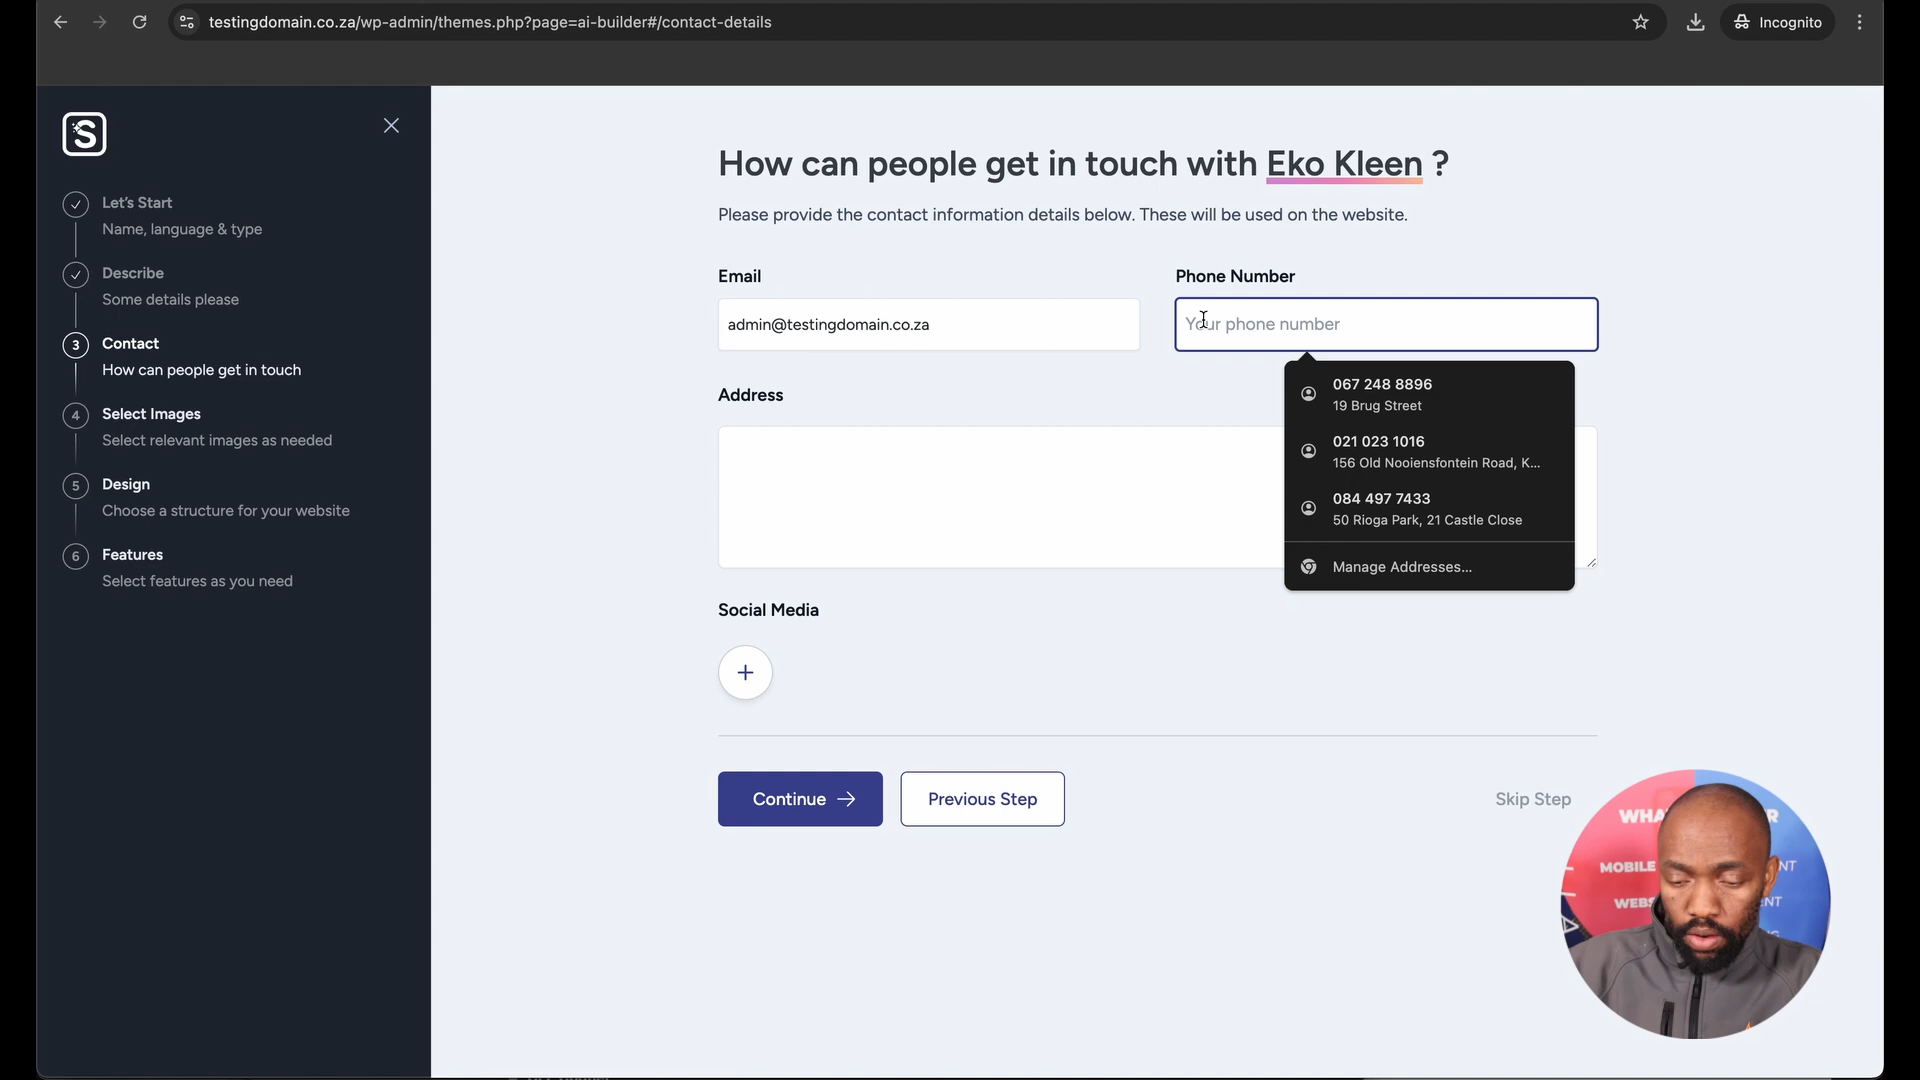 testingdomain.co.za/wp-admin/themes.php?page=ai-builder#/contact-details
Incognito
S
Let's Start
Name, language & type
Describe
Some details please
3
Contact
How can people get in touch
4
Select Images
Select relevant images as needed
5
Design
Choose a structure for your website
6
Features
Select features as you need
How can people get in touch with Eko Kleen ?
Please provide the contact information details below. These will be used on the website.
Email
Phone Number
admin@testingdomain.co.za
Your phone number
067 248 8896
19 Brug Street
021 023 1016
156 Old Nooiensfontein Road, K...
084 497 7433
50 Rioga Park, 21 Castle Close
Manage Addresses...
Address
Social Media
Continue
Previous Step
Skip Step
MOBILE